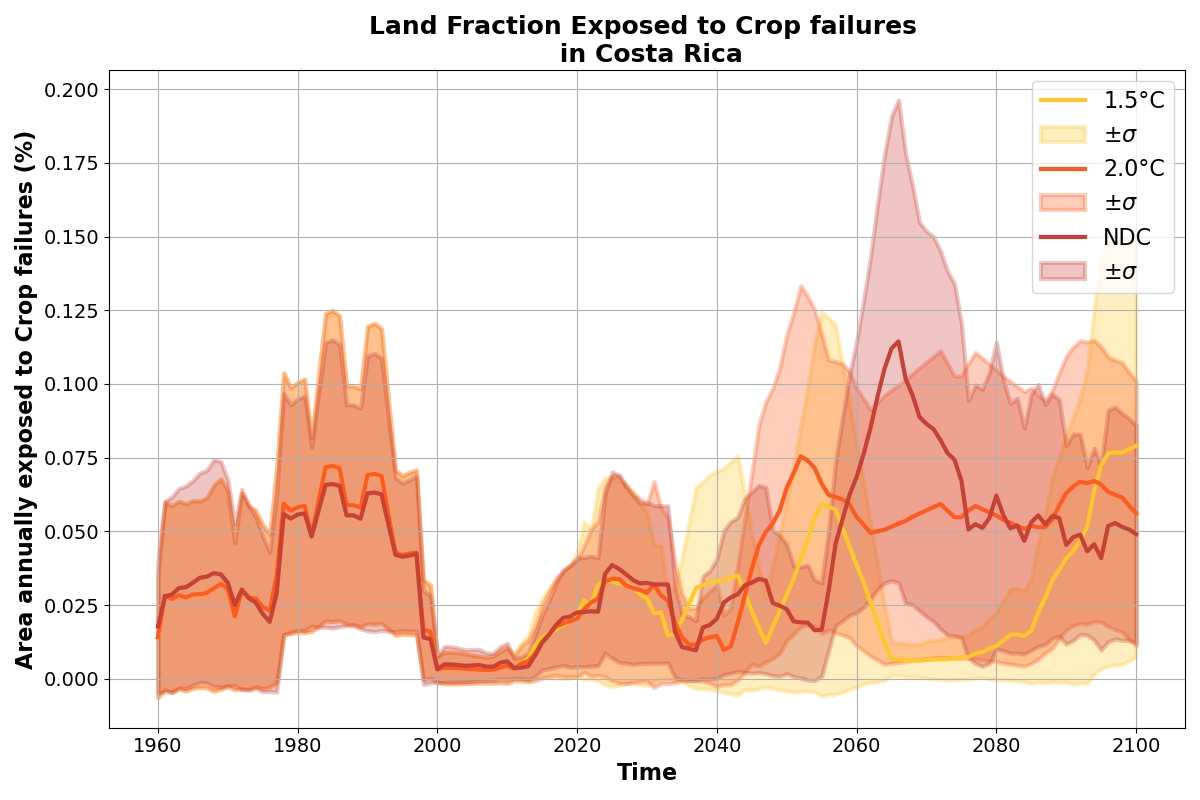 Land Fraction Exposed to Crop failures
in Costa Rica
Area annually exposed to Crop failures (%)
0.200
0.175
0.150
0.125
0.100
0.075
0.050
0.025
0.000
1960
1980
2000
2020
2040
2060
2080
2100
Time
1.5°C
±σ
2.0°C
±σ
NDC
±σ